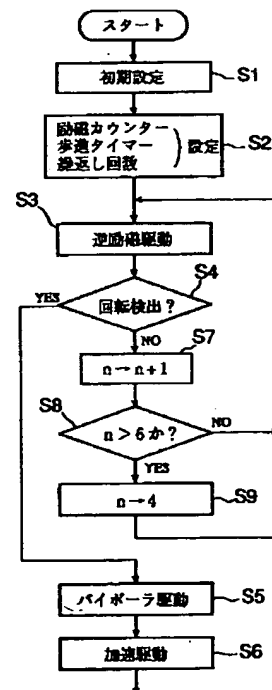 スタート
初期設定 S1
励磁カウンター
歩進タイマー
繰返し回数
設定 S2
S3
逆励磁駆動
S4
YES
回転検出？
NO
S7
n→n+1
S8
n＞6か？
NO
YES
n→4
S9
バイポーラ駆動 S5
加速駆動 S6